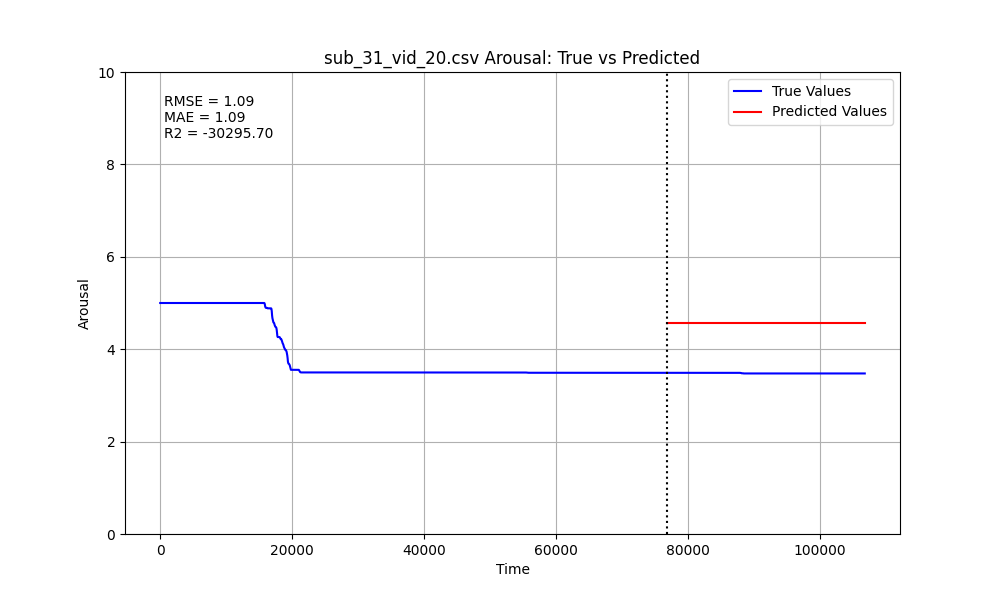 sub_31_vid_20.csv Arousal: True vs Predicted
10
8
6
4
2
0
Arousal
RMSE = 1.09
MAE = 1.09
R2 = -30295.70
True Values
Predicted Values
0
20000
40000
60000
80000
100000
Time